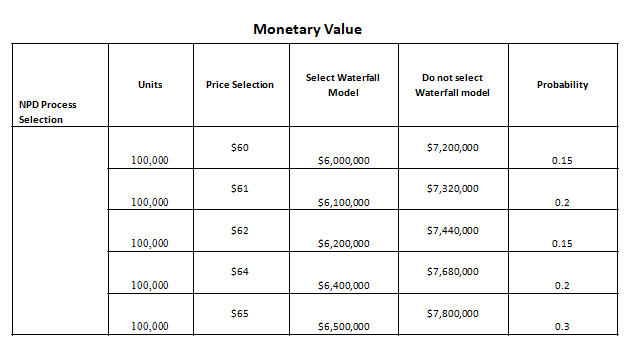 Monetary Value
NPD Process
Selection
Units
Price Selection
Select Waterfall
Model
Do not select
Waterfall model
Probability
100,000
$60
$6,000,000
$7,200,000
0.15
100,000
$61
$6,100,000
$7,320,000
0.2
100,000
$62
$6,200,000
$7,440,000
0.15
100,000
$64
$6,400,000
$7,680,000
0.2
100,000
$65
$6,500,000
$7,800,000
0.3